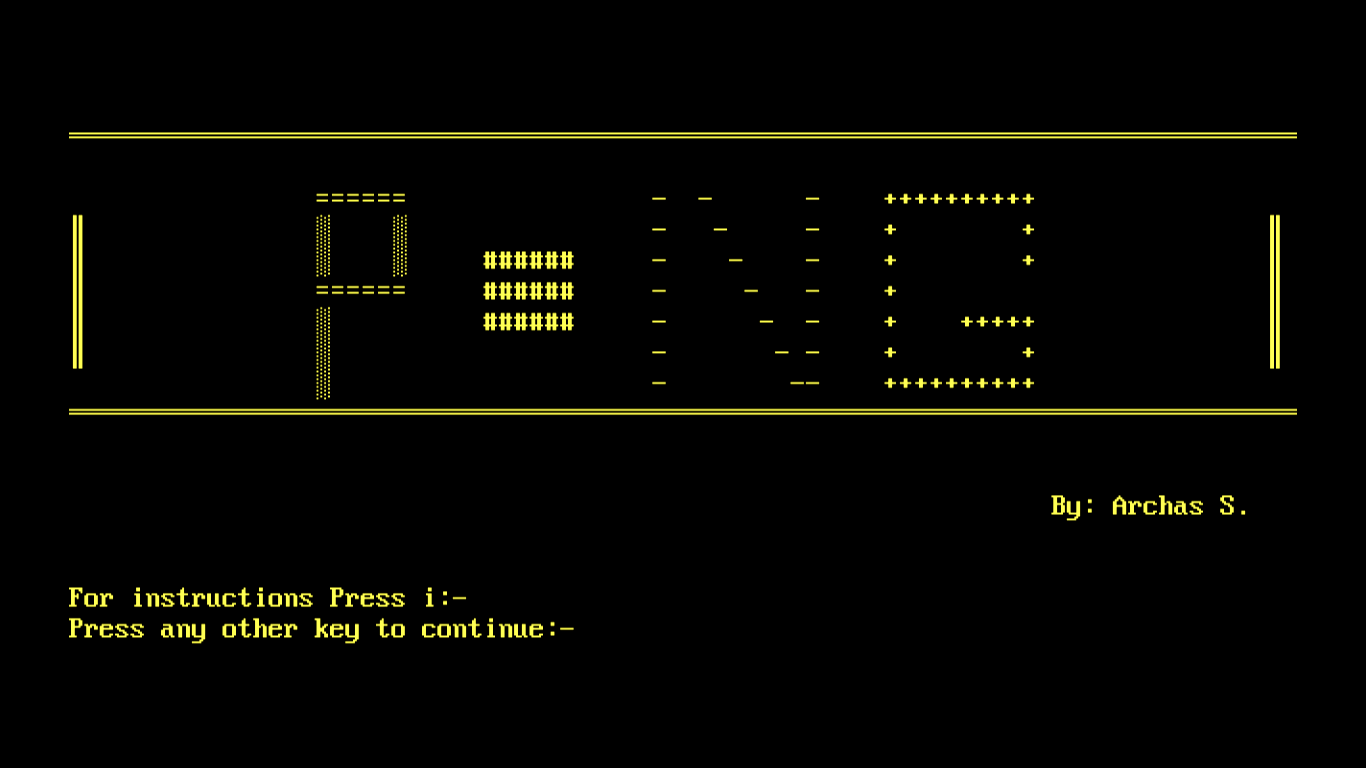 PONG
By: Archas S.
For instructions Press i:-
Press any other key to continue:-